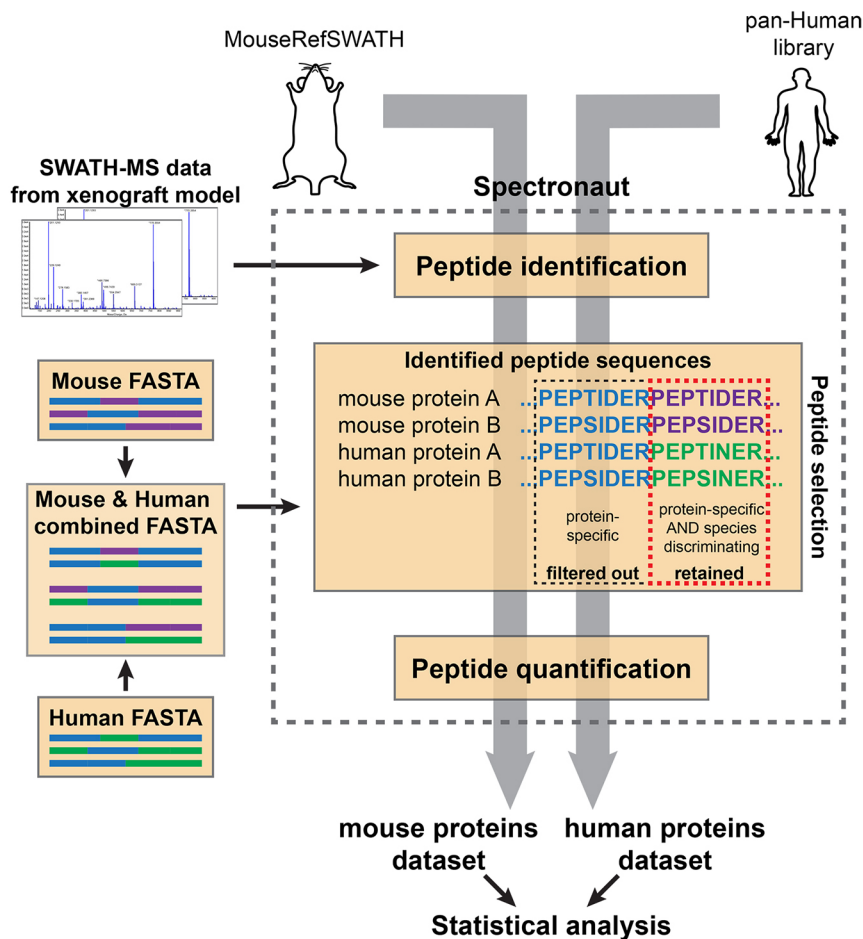 MouseRefSWATH
pan-Human
library
SWATH-MS data
from xenograft model
Spectronaut
Peptide identification
Identified peptide sequences
mouse protein A ...PEPTIDERPEPTIDER...
mouse protein B ...PEPSIDERPEPSIDER...
human protein A ...PEPTIDERPEPTINER...
human protein B ...PEPSIDERPEPSINER...
protein-
specific
filtered out
protein-specific
AND species
discriminating
retained
Peptide selection
Mouse FASTA
Mouse & Human
combined FASTA
Human FASTA
Peptide quantification
mouse proteins
dataset
human proteins
dataset
Statistical analysis